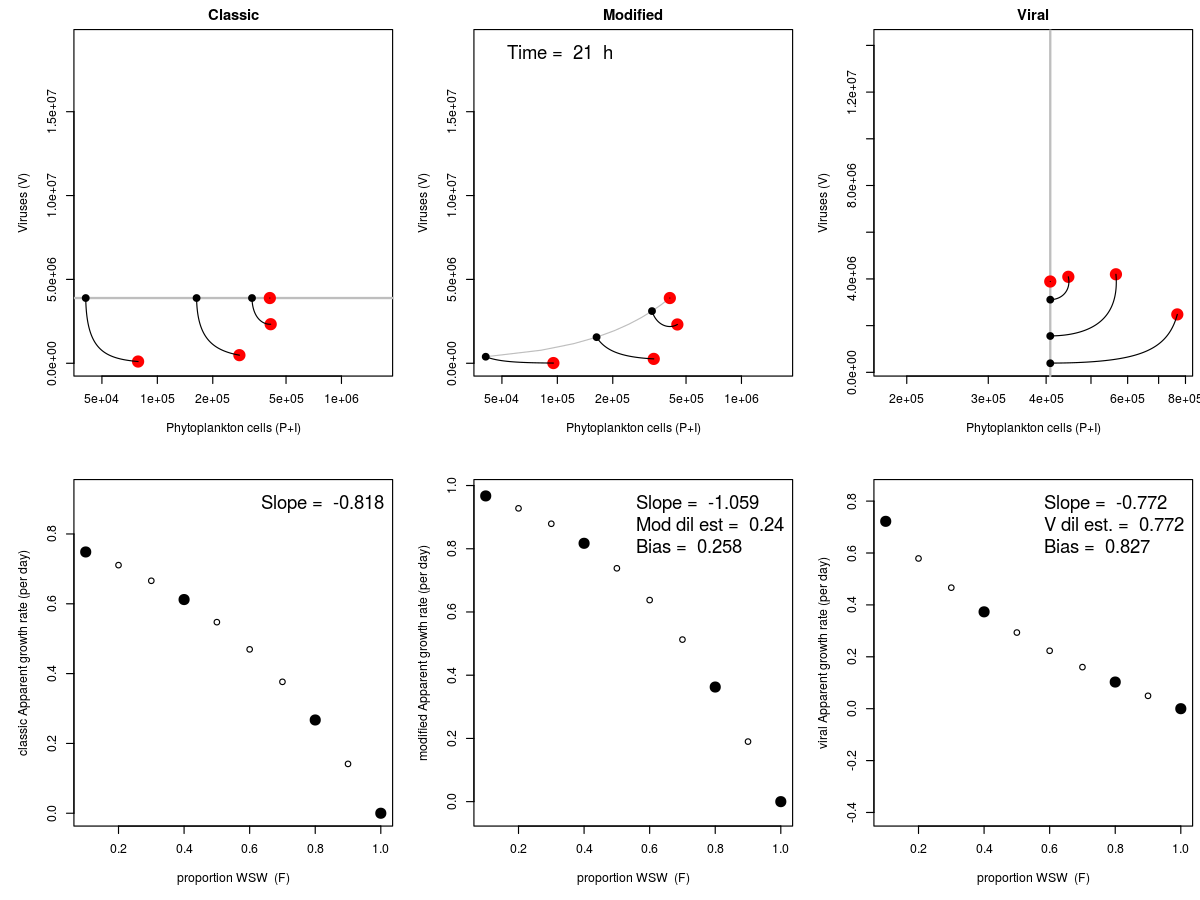 Classic
Viruses (V)
0.0e+00 5.0e+06 1.0e+07 1.5e+07
5e+04 1e+05 2e+05 5e+05 1e+06
Phytoplankton cells (P+I)
Modified
Time = 21 h
Viruses (V)
0.0e+00 5.0e+06 1.0e+07 1.5e+07
5e+04 1e+05 2e+05 5e+05 1e+06
Phytoplankton cells (P+I)
Viral
Viruses (V)
0.0e+00 4.0e+06 8.0e+06 1.2e+07
2e+05 3e+05 4e+05 6e+05 8e+05
Phytoplankton cells (P+I)
Slope = -0.818
classic Apparent growth rate (per day)
0.0 0.2 0.4 0.6 0.8
0.2 0.4 0.6 0.8 1.0
proportion WSW (F)
Slope = -1.059
Mod dil est = 0.24
Bias = 0.258
modified Apparent growth rate (per day)
0.0 0.2 0.4 0.6 0.8 1.0
0.2 0.4 0.6 0.8 1.0
proportion WSW (F)
Slope = -0.772
V dil est. = 0.772
Bias = 0.827
viral Apparent growth rate (per day)
-0.4 -0.2 0.0 0.2 0.4 0.6 0.8
0.2 0.4 0.6 0.8 1.0
proportion WSW (F)